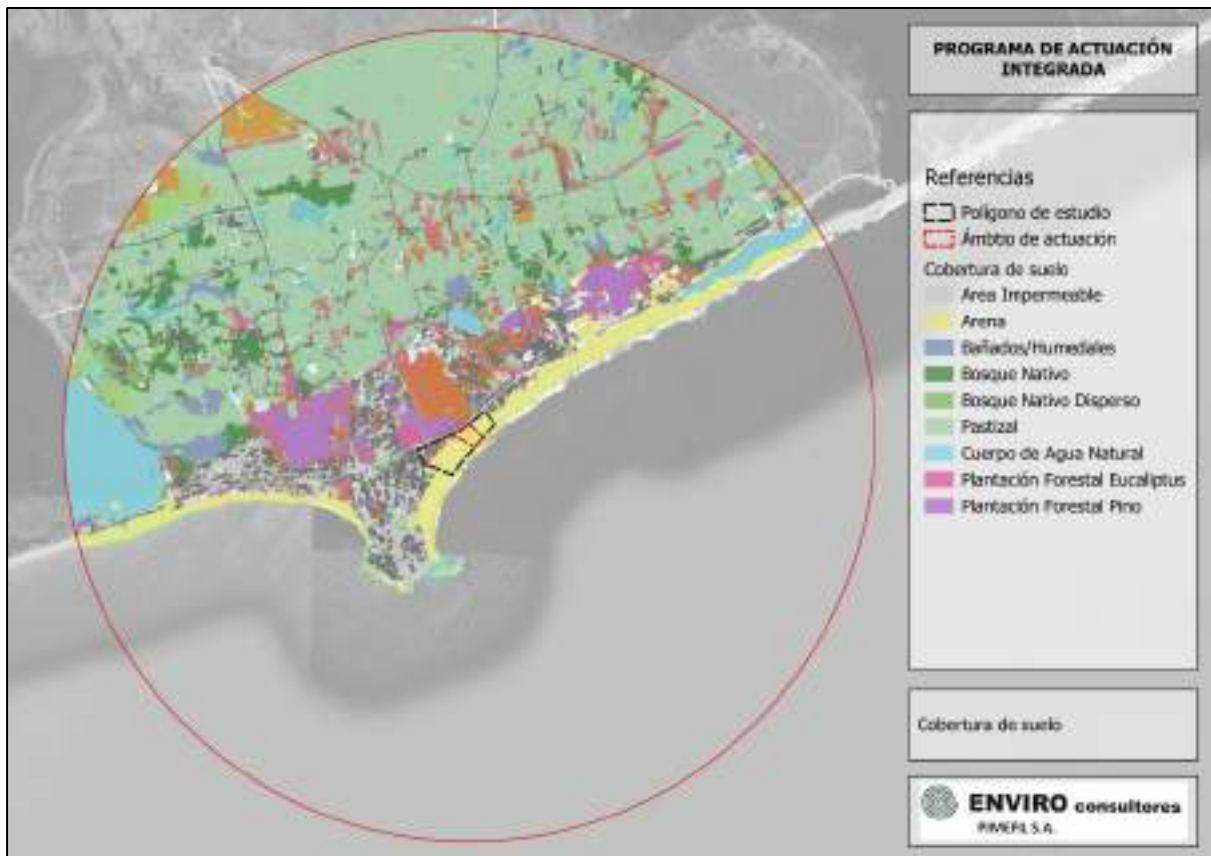 PROGRAMA DE ACTUACIÓN
INTEGRADA
Referencias
Polígono de estudio
Ámbtio de actuación
Cobertura de suelo
Area Impermeable
Arena
Bañados/Humedales
Bosque Nativo
Bosque Nativo Disperso
Pastizal
Cuerpo de Agua Natural
Plantación Forestal Eucaliptus
Plantación Forestal Pino
Cobertura de suelo
ENVIRO consultores
PIMEFIL S.A.